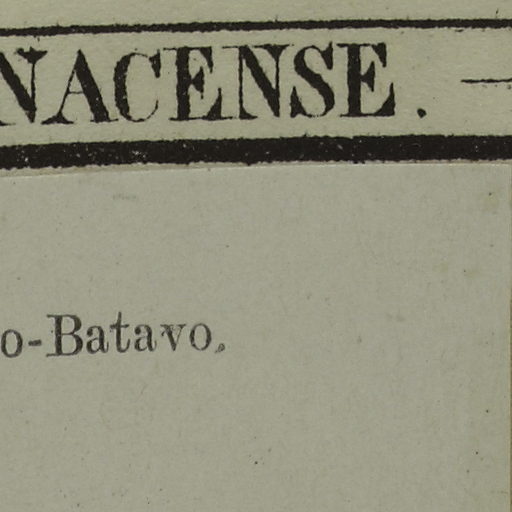 NACENSE. —
o-Batavo.